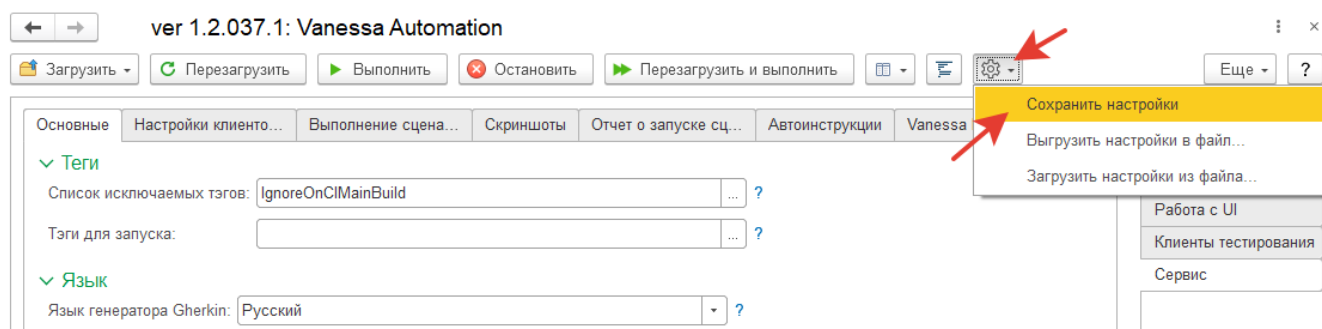 ver 1.2.037.1: Vanessa Automation
Загрузить Перезагрузить Выполнить Остановить Перезагрузить и выполнить Еще ?
Сохранить настройки
Выгрузить настройки в файл...
Загрузить настройки из файла...
Основные Настройки клиенто... Выполнение сцена... Скриншоты Отчет о запуске сц... Автоинструкции Vanessa
Теги
Список исключаемых тэгов: IgnoreOnCIMainBuild ... ?
Тэги для запуска: ... ?
Язык
Язык генератора Gherkin: Русский ?
Работа с UI
Клиенты тестирования
Сервис